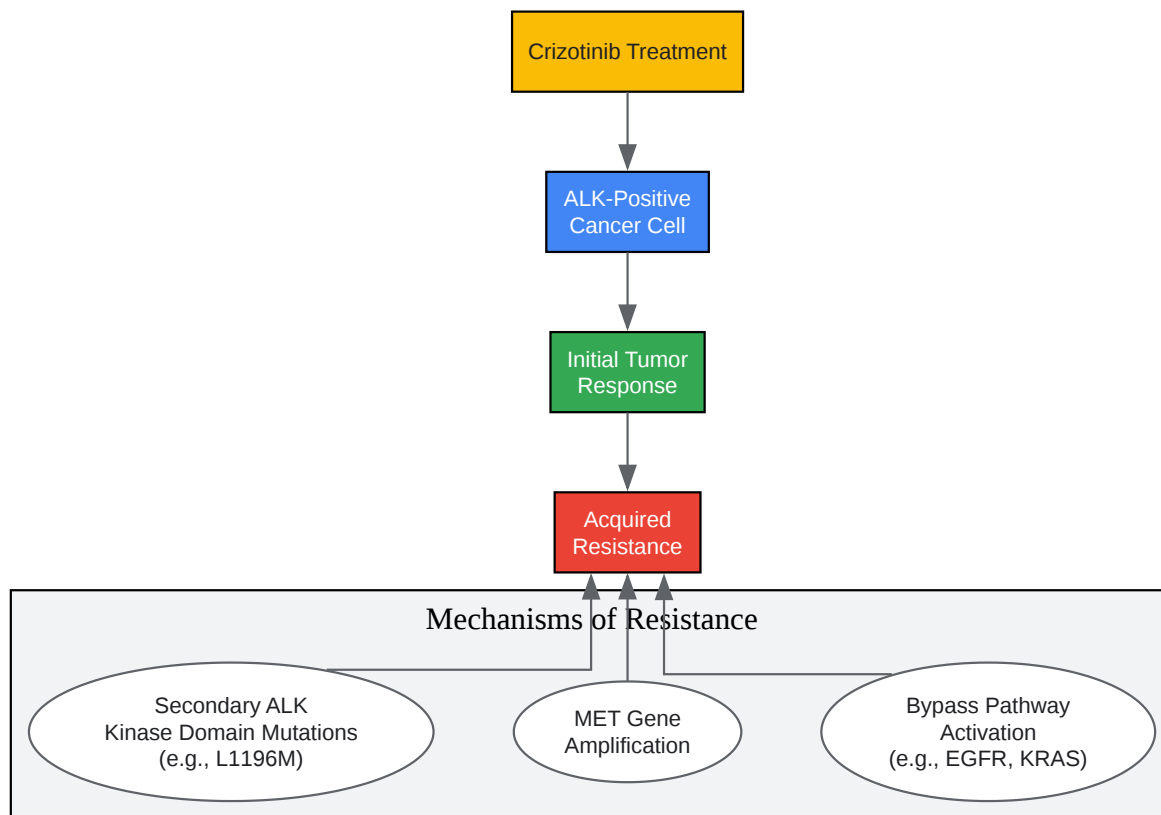 Crizotinib Treatment
ALK-Positive
Cancer Cell
Initial Tumor
Response
Acquired
Resistance
Mechanisms of Resistance
Secondary ALK
Kinase Domain Mutations
(e.g., L1196M)
MET Gene
Amplification
Bypass Pathway
Activation
(e.g., EGFR, KRAS)